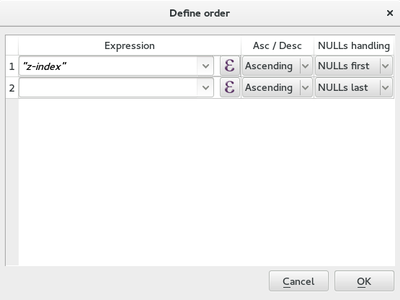 Define order
Expression Asc / Desc NULLs handling
1 "z-index" ε Ascending NULLs first
2 ε Ascending NULLs last
Cancel OK